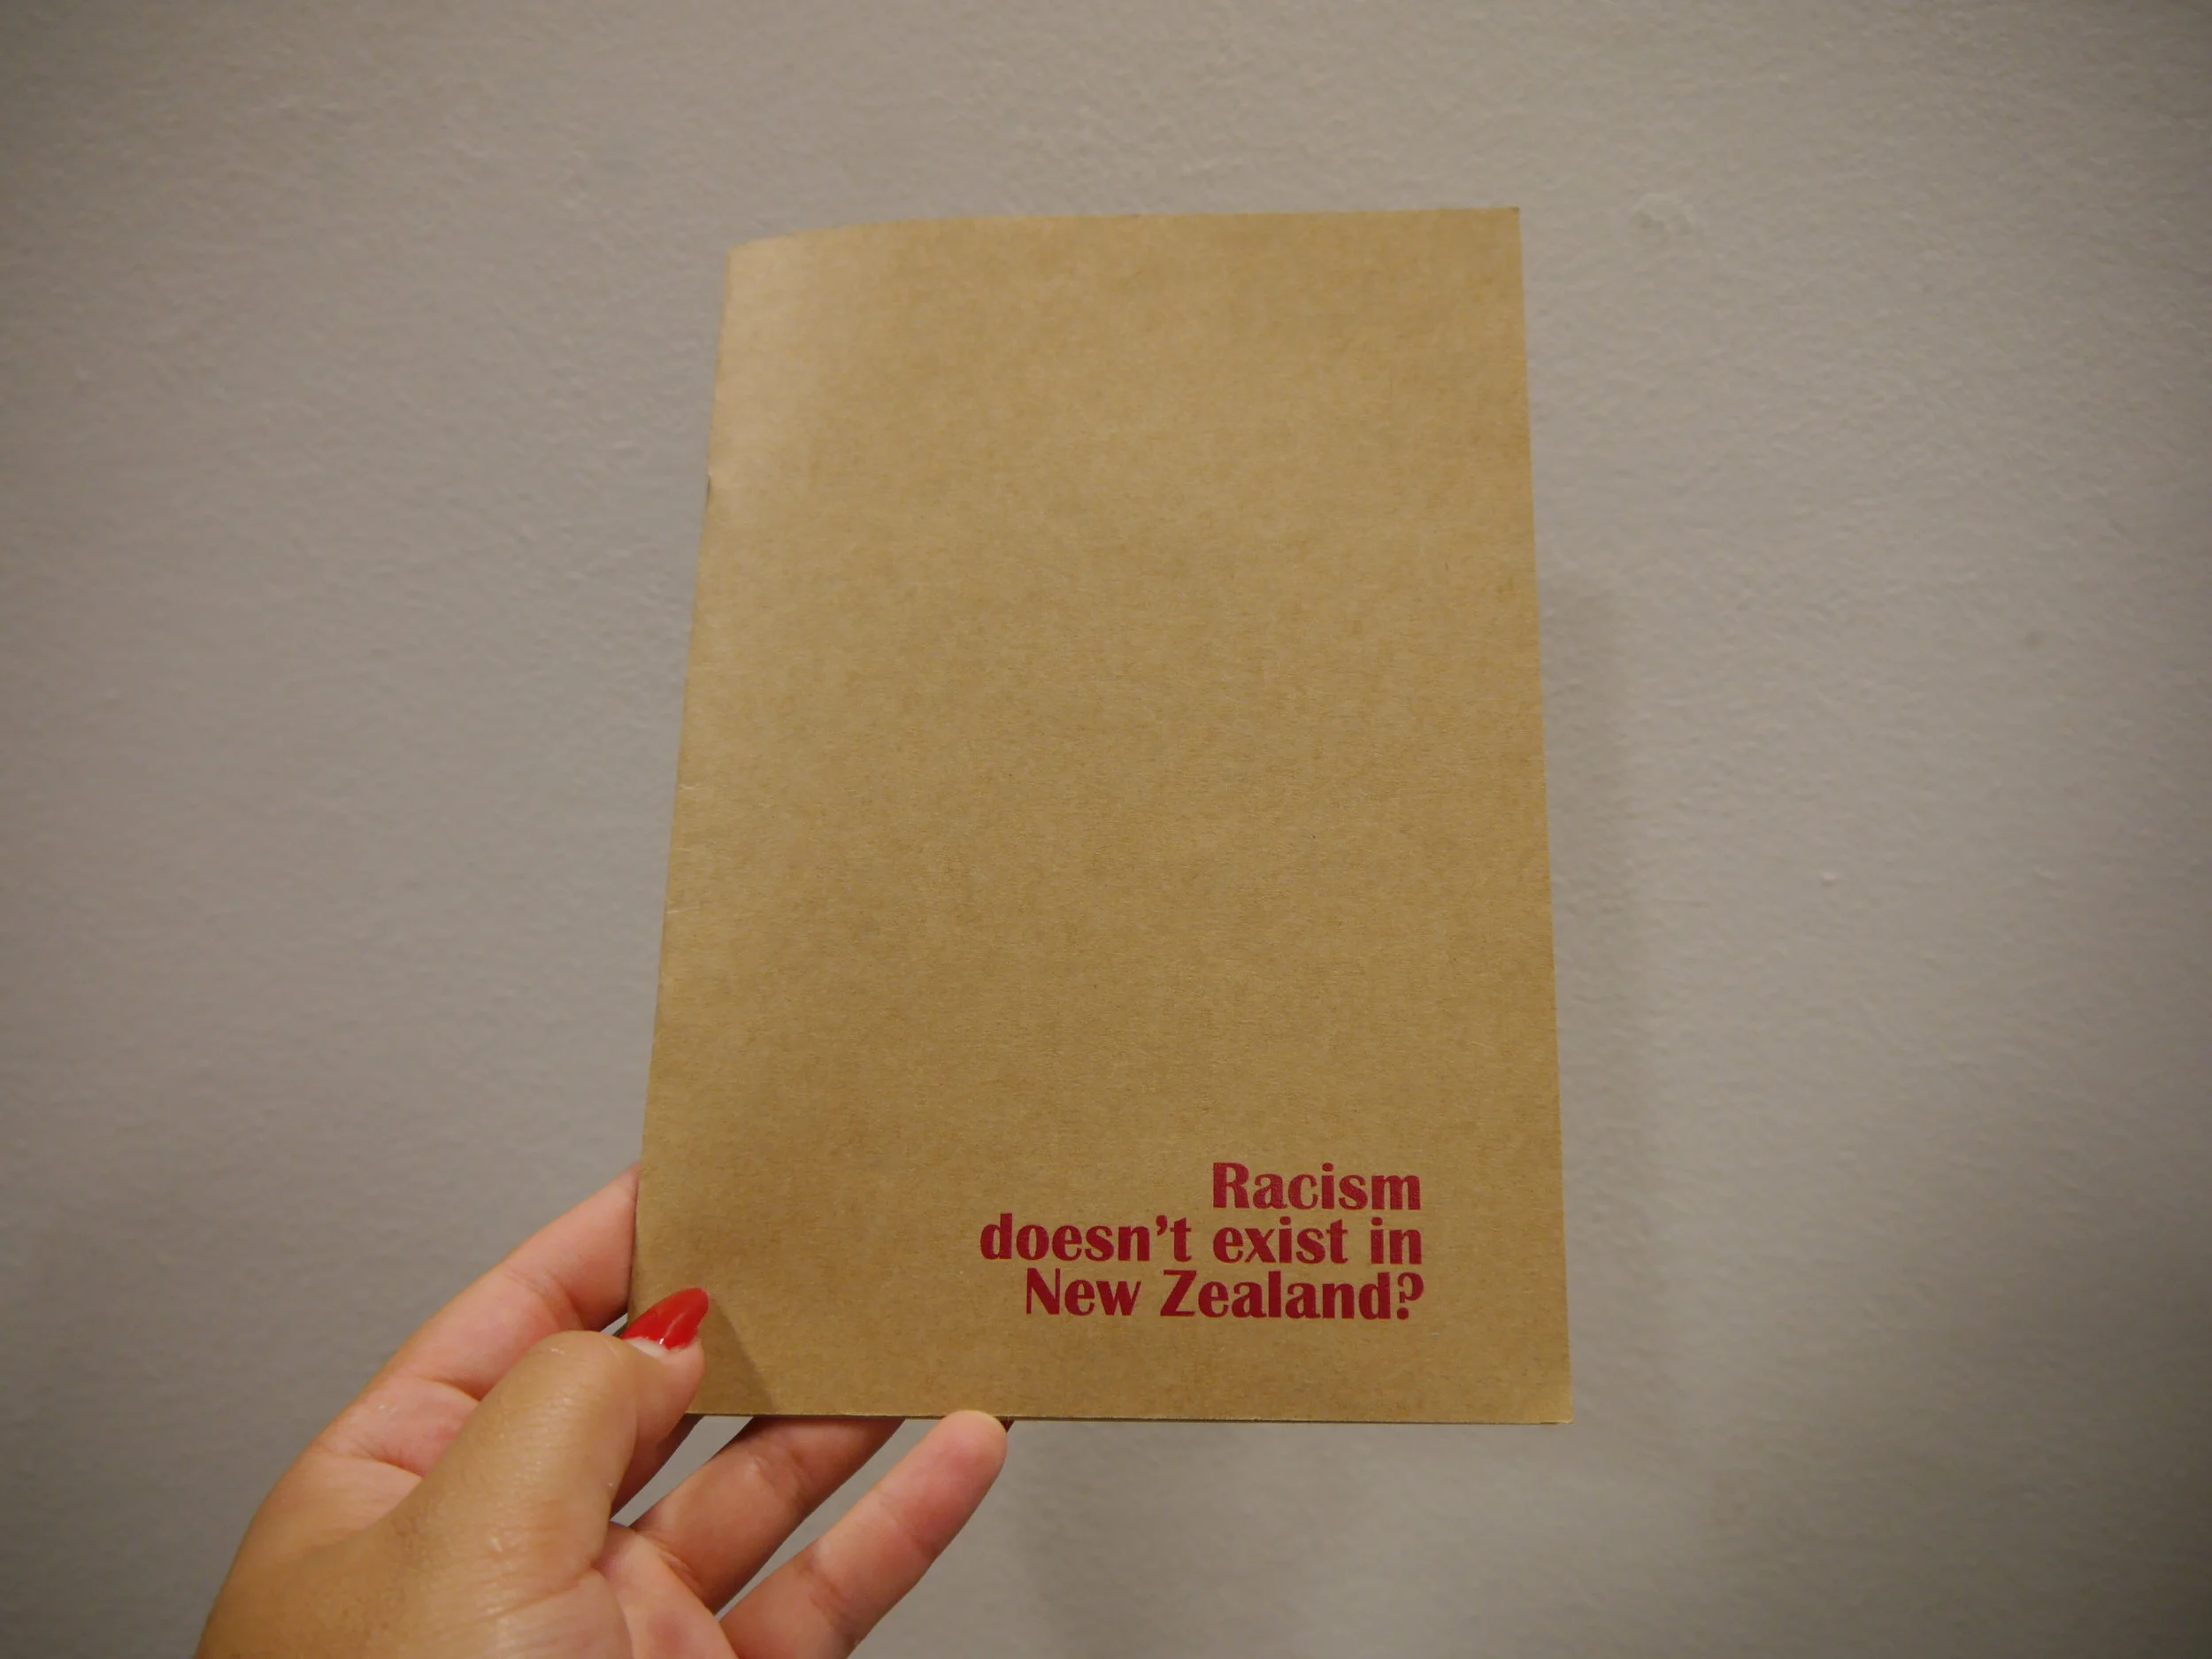 Racism
doesn't exist in
New Zealand?